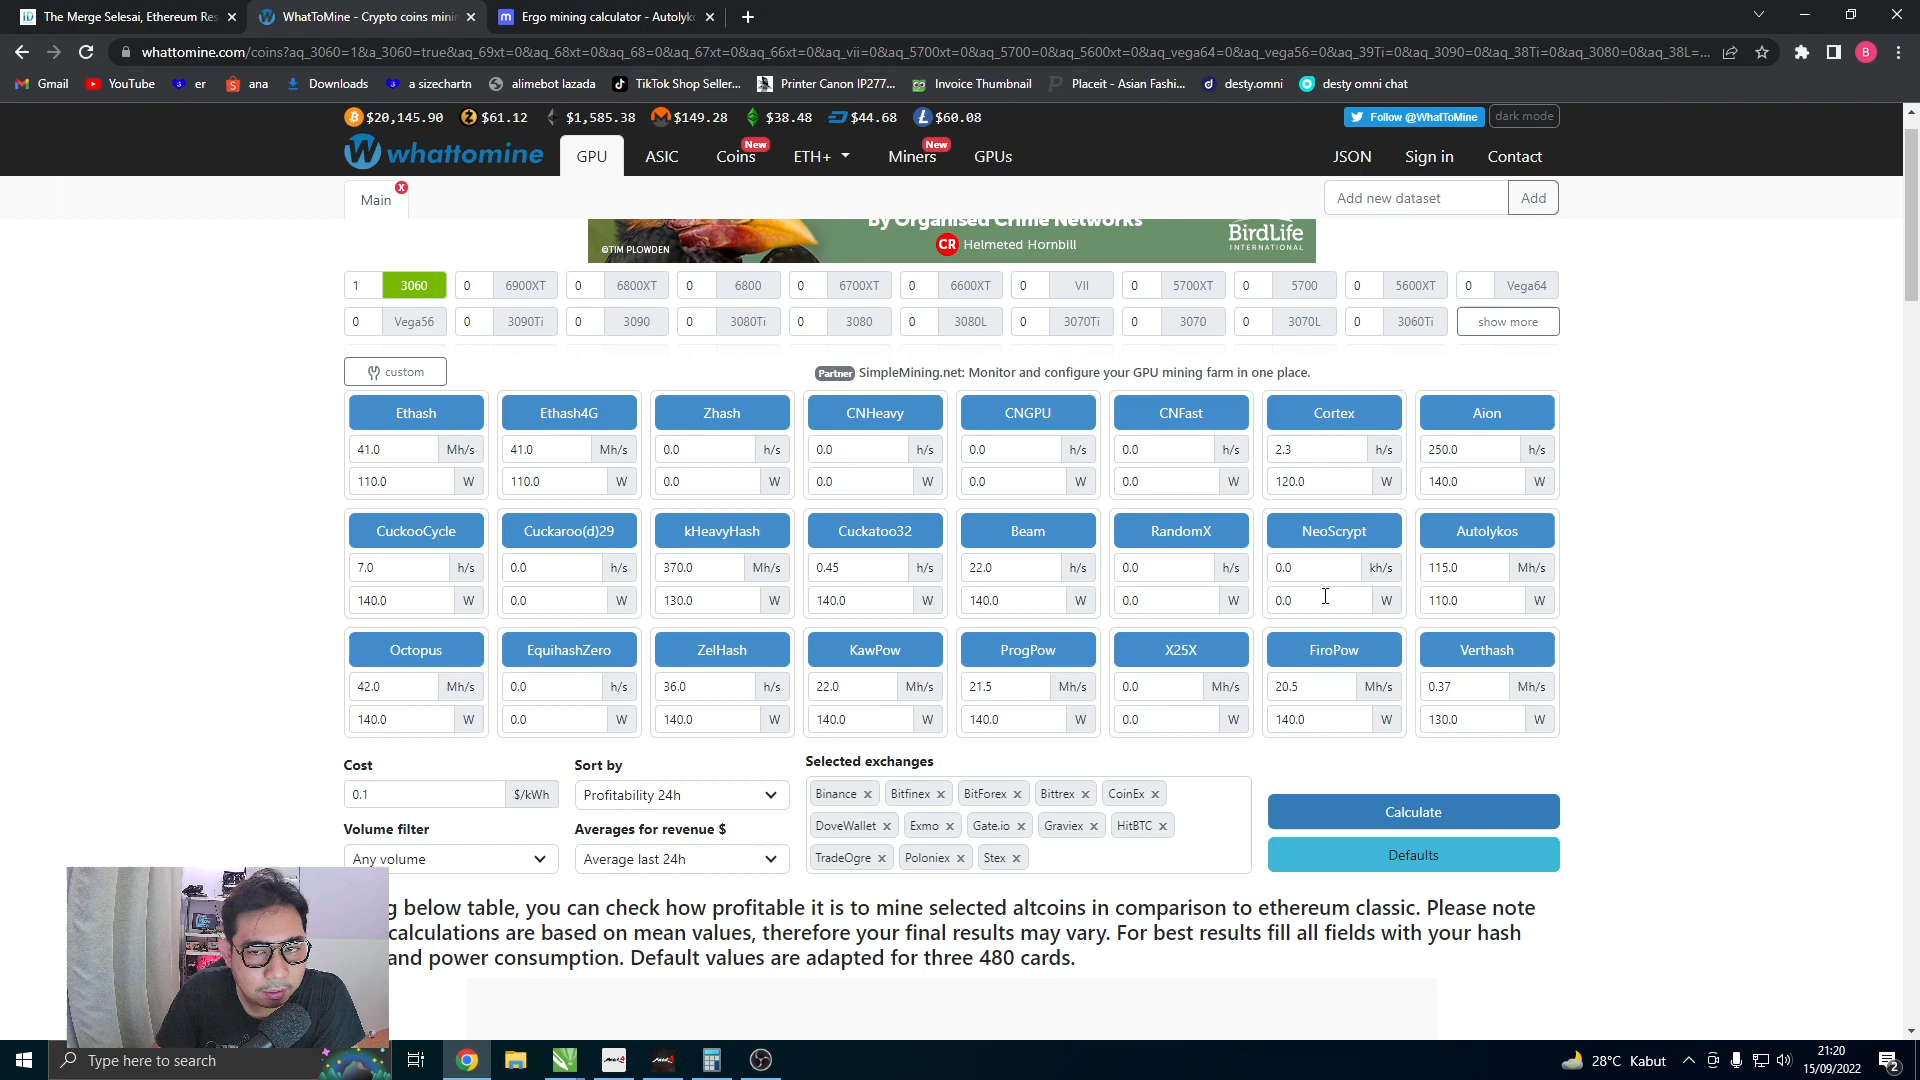 The Merge Selesai, Ethereum Res
WhatToMine - Crypto coins mini
Ergo mining calculator - Autolyk
whattomine.com/coins?aq_3060=1&a_3060=true&aq_69xt=0&aq_68xt=0&aq_68=0&aq_67xt=0&aq_66xt=0&aq_vii=0&aq_5700xt=0&aq_5700=0&aq_5600xt=0&aq_vega64=0&aq_vega56=0&aq_39Ti=0&aq_3090=0&aq_38Ti=0&aq_3080=0&aq_38L=...
B
Gmail YouTube er ana Downloads a sizechartn alimebot lazada TikTok Shop Seller... Printer Canon IP277... Invoice Thumbnail Placeit - Asian Fashi... desty.omni desty omni chat
$20,145.90 $61.12 $1,585.38 $149.28 $38.48 $44.68 $60.08
Follow @WhatToMine dark mode
whattomine GPU ASIC Coins New ETH+ Miners New GPUs JSON Sign in Contact
Main x Add new dataset Add
By Organised Crime Networks
©TIM PLOWDEN CR Helmeted Hornbill BirdLife INTERNATIONAL
1 3060 0 6900XT 0 6800XT 0 6800 0 6700XT 0 6600XT 0 VII 0 5700XT 0 5700 0 5600XT 0 Vega64
0 Vega56 0 3090Ti 0 3090 0 3080Ti 0 3080 0 3080L 0 3070Ti 0 3070 0 3070L 0 3060Ti show more
custom Partner SimpleMining.net: Monitor and configure your GPU mining farm in one place.
Ethash Ethash4G Zhash CNHeavy CNGPU CNFast Cortex Aion
41.0 Mh/s 41.0 Mh/s 0.0 h/s 0.0 h/s 0.0 h/s 0.0 h/s 2.3 h/s 250.0 h/s
110.0 W 110.0 W 0.0 W 0.0 W 0.0 W 0.0 W 120.0 W 140.0 W
CuckooCycle Cuckaroo(d)29 kHeavyHash Cuckatoo32 Beam RandomX NeoScrypt Autolykos
7.0 h/s 0.0 h/s 370.0 Mh/s 0.45 h/s 22.0 h/s 0.0 h/s 0.0 kh/s 115.0 Mh/s
140.0 W 0.0 W 130.0 W 140.0 W 140.0 W 0.0 W 0.0 W 110.0 W
Octopus EquihashZero ZelHash KawPow ProgPow X25X FiroPow Verthash
42.0 Mh/s 0.0 h/s 36.0 h/s 22.0 Mh/s 21.5 Mh/s 0.0 Mh/s 20.5 Mh/s 0.37 Mh/s
140.0 W 0.0 W 140.0 W 140.0 W 140.0 W 0.0 W 140.0 W 130.0 W
Cost Sort by Selected exchanges
0.1 $/kWh Profitability 24h Binance × Bitfinex × BitForex × Bittrex × CoinEx ×
Volume filter Averages for revenue $ DoveWallet × Exmo × Gate.io × Graviex × HitBTC ×
Any volume Average last 24h TradeOgre × Poloniex × Stex ×
Calculate
Defaults
g below table, you can check how profitable it is to mine selected altcoins in comparison to ethereum classic. Please note
calculations are based on mean values, therefore your final results may vary. For best results fill all fields with your hash
and power consumption. Default values are adapted for three 480 cards.
Type here to search
28°C Kabut
21:20
15/09/2022
2